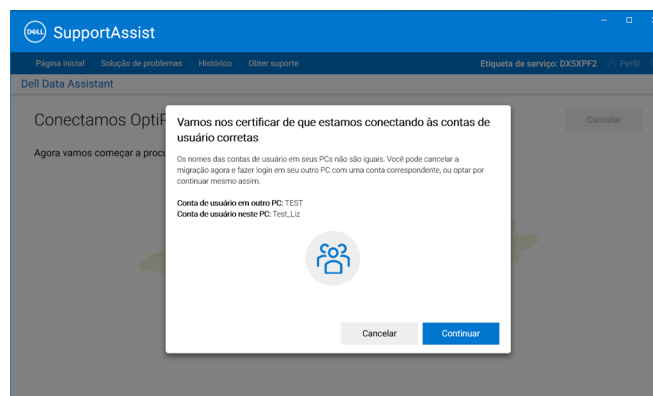 DELL SupportAssist
Página inicial Solução de problemas Histórico Obter suporte Etiqueta de serviço: DX5XPF2 Perfil
Dell Data Assistant
Conectamos Opti
Cancelar
Agora vamos começar a proc
Vamos nos certificar de que estamos conectando às contas de
usuário corretas
Os nomes das contas de usuário em seus PCs não são iguais. Você pode cancelar a
migração agora e fazer login em seu outro PC com uma conta correspondente, ou optar por
continuar mesmo assim.
Conta de usuário em outro PC: TEST
Conta de usuário neste PC: Test_Liz
Cancelar Continuar